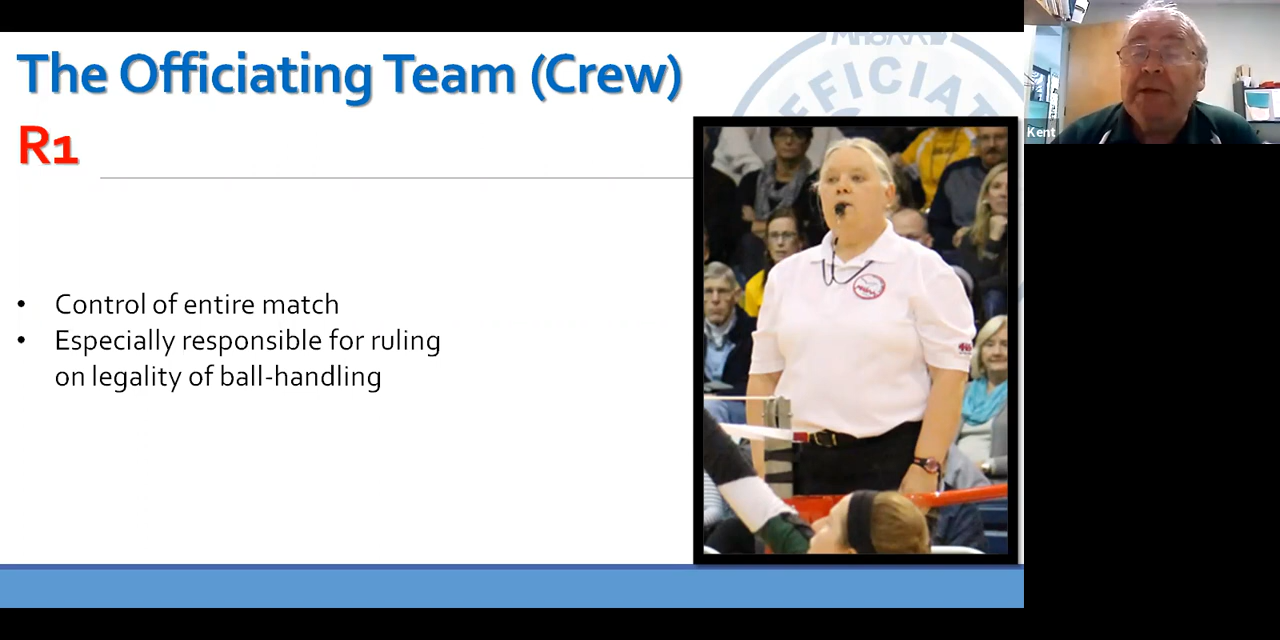 The Officiating Team (Crew)
R1
• Control of entire match
• Especially responsible for ruling
on legality of ball-handling
Kent